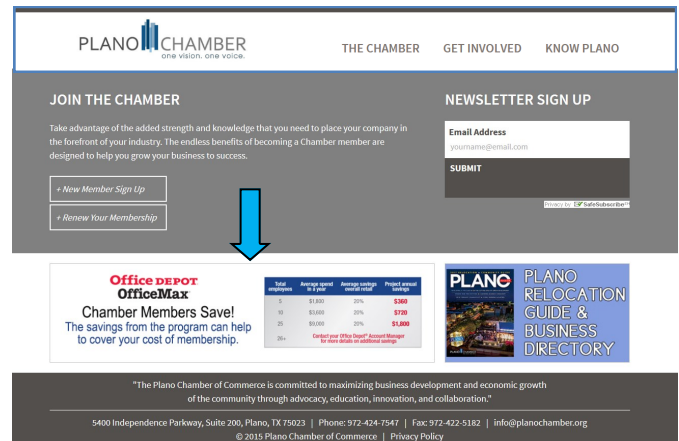 PLANO CHAMBER
one vision. one voice.
THE CHAMBER GET INVOLVED KNOW PLANO
JOIN THE CHAMBER
Take advantage of the added strength and knowledge that you need to place your company in
the forefront of your industry. The endless benefits of becoming a Chamber member are
designed to help you grow your business to success.
+ New Member Sign Up
+ Renew Your Membership
NEWSLETTER SIGN UP
Email Address
yourname@email.com
SUBMIT
Privacy by SafeSubscribe℠
Office DEPOT
OfficeMax
Chamber Members Save!
The savings from the program can help
to cover your cost of membership.
Total employees Average spend in a year Average savings overall retail Project annual savings
5 $1,800 20% $360
10 $3,600 20% $720
25 $9,000 20% $1,800
26+ Contact your Office Depot® Account Manager
for more details on additional savings
PLANO
PLANO
RELOCATION
GUIDE &
BUSINESS
DIRECTORY
"The Plano Chamber of Commerce is committed to maximizing business development and economic growth
of the community through advocacy, education, innovation, and collaboration."
5400 Independence Parkway, Suite 200, Plano, TX 75023 | Phone: 972-424-7547 | Fax: 972-422-5182 | info@planochamber.org
© 2015 Plano Chamber of Commerce | Privacy Policy